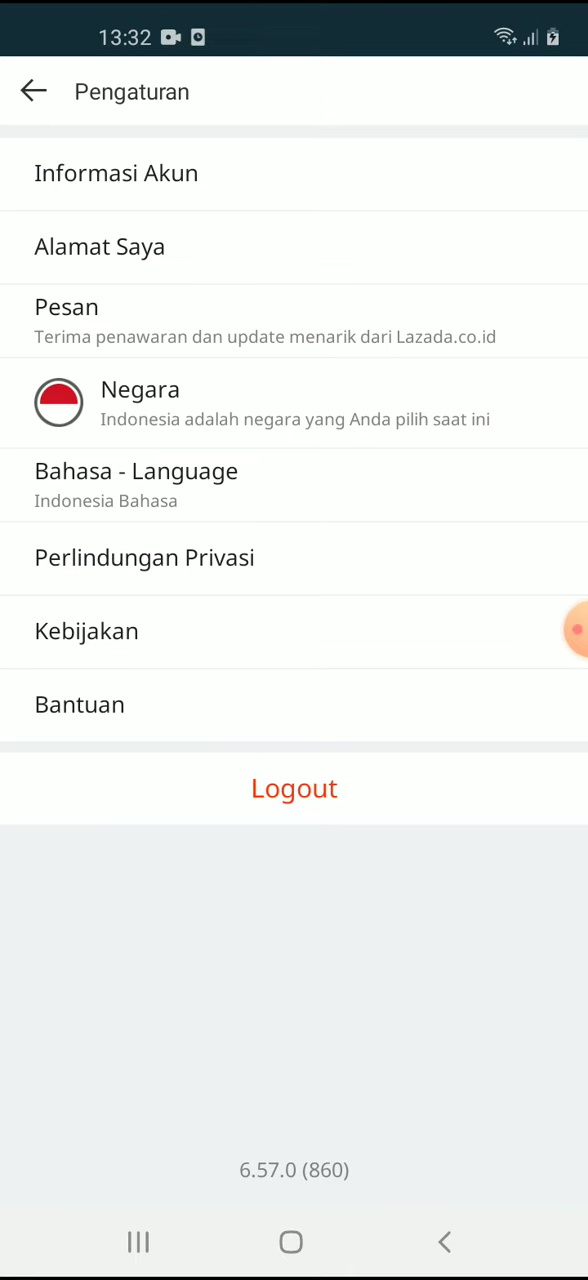 13:32
Pengaturan
Informasi Akun
Alamat Saya
Pesan
Terima penawaran dan update menarik dari Lazada.co.id
Negara
Indonesia adalah negara yang Anda pilih saat ini
Bahasa - Language
Indonesia Bahasa
Perlindungan Privasi
Kebijakan
Bantuan
Logout
6.57.0 (860)